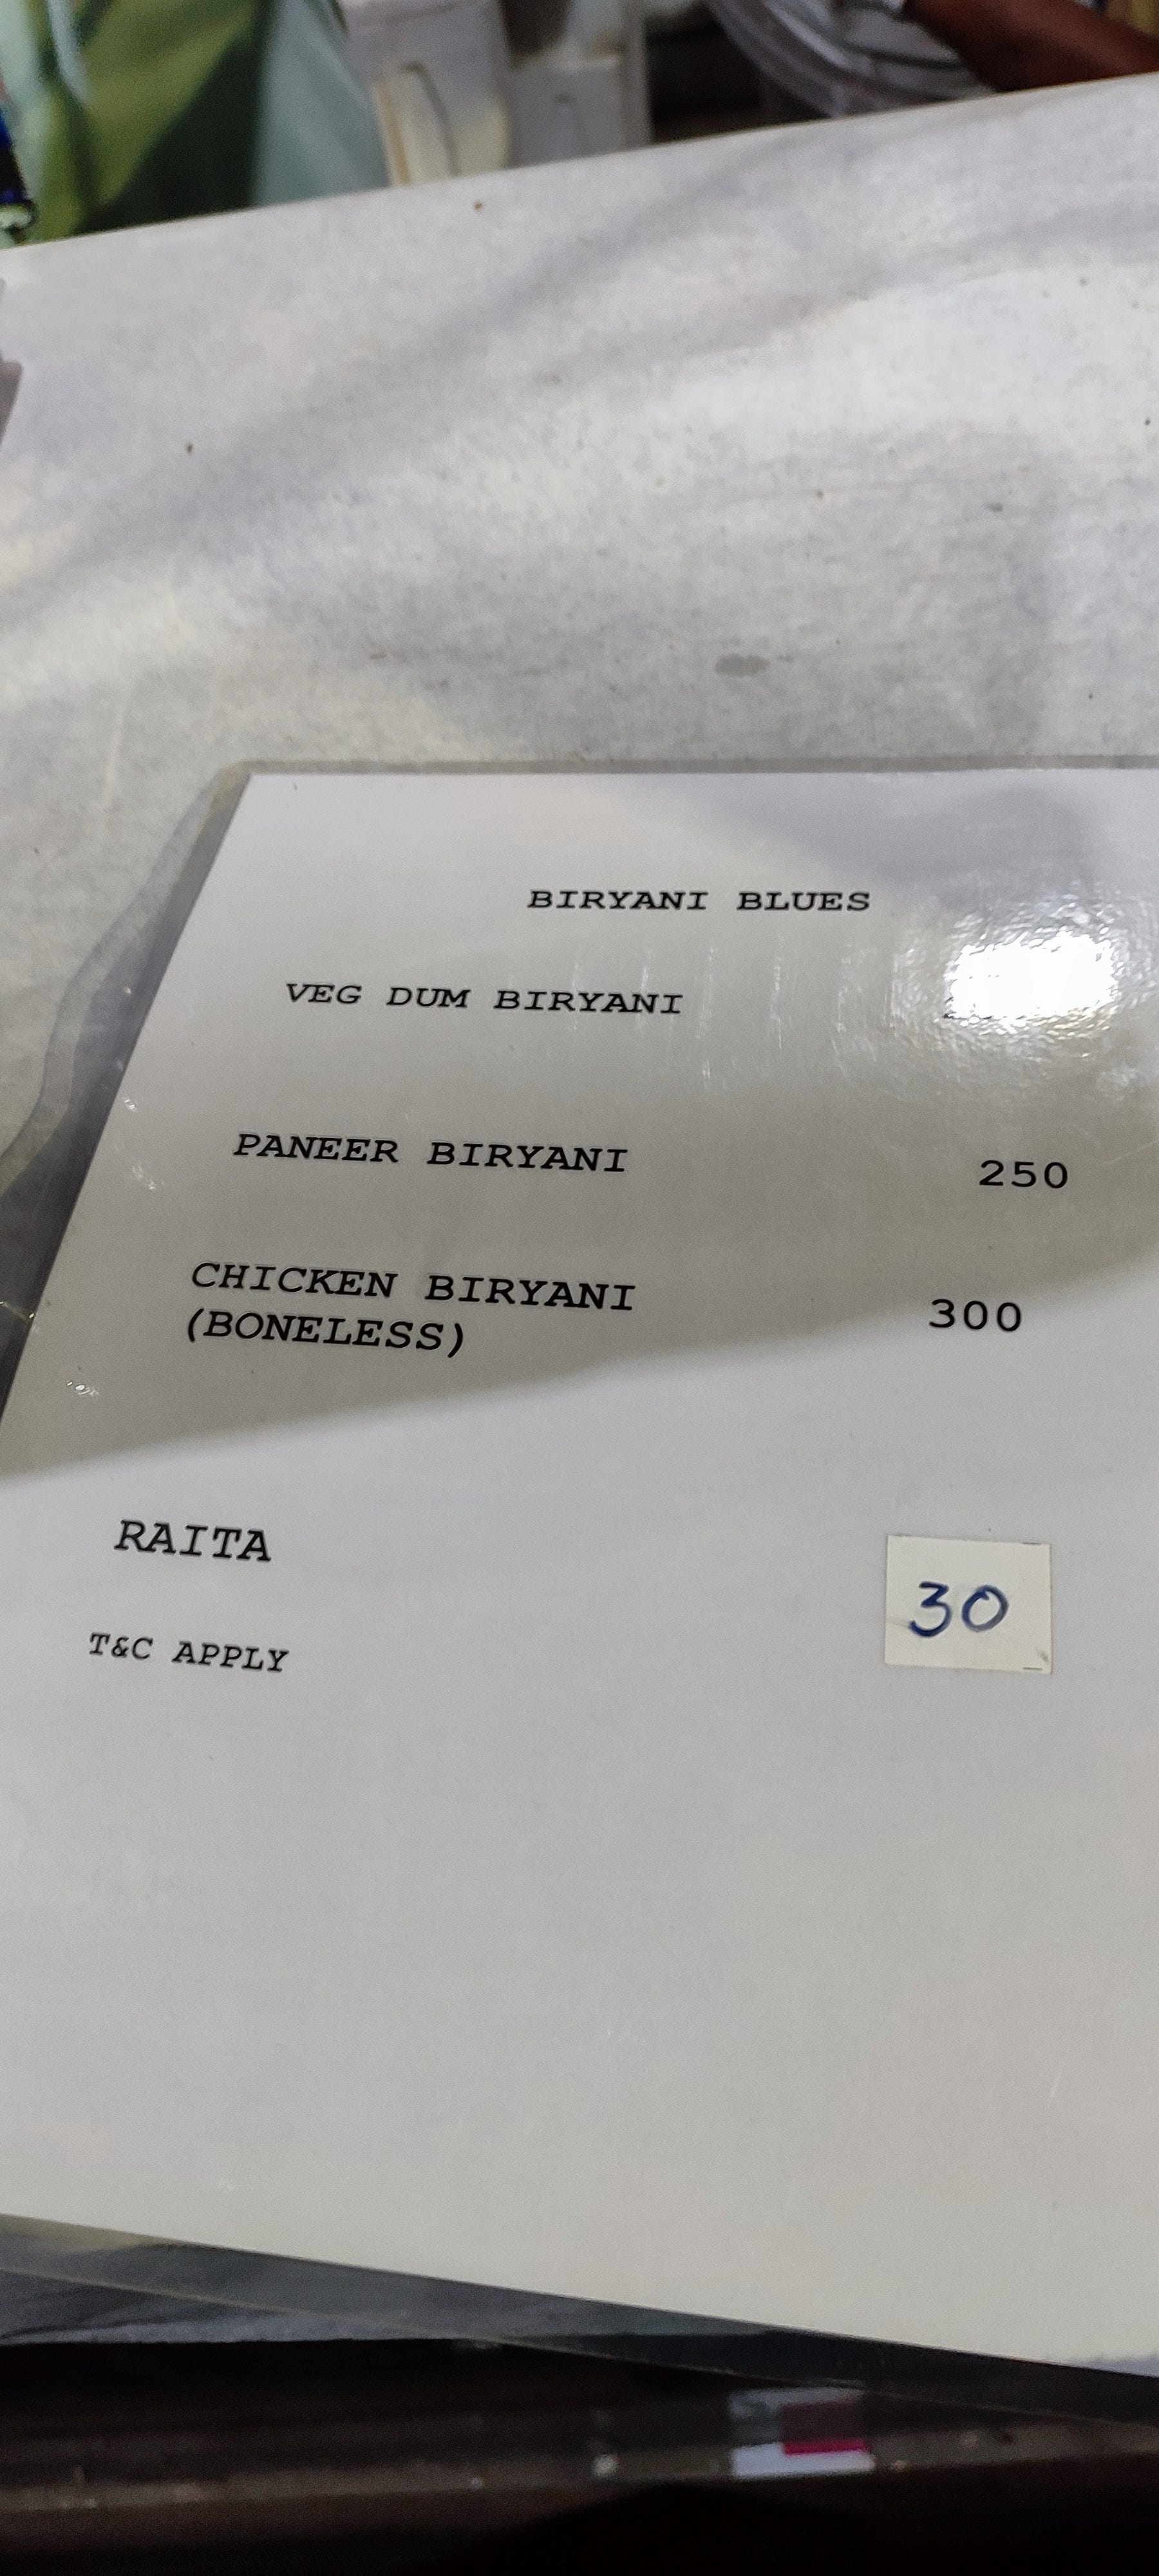 BIRYANI BLUES
VEG DUM BIRYANI
PANEER BIRYANI 250
CHICKEN BIRYANI 300
(BONELESS)
RAITA 30
T&C APPLY